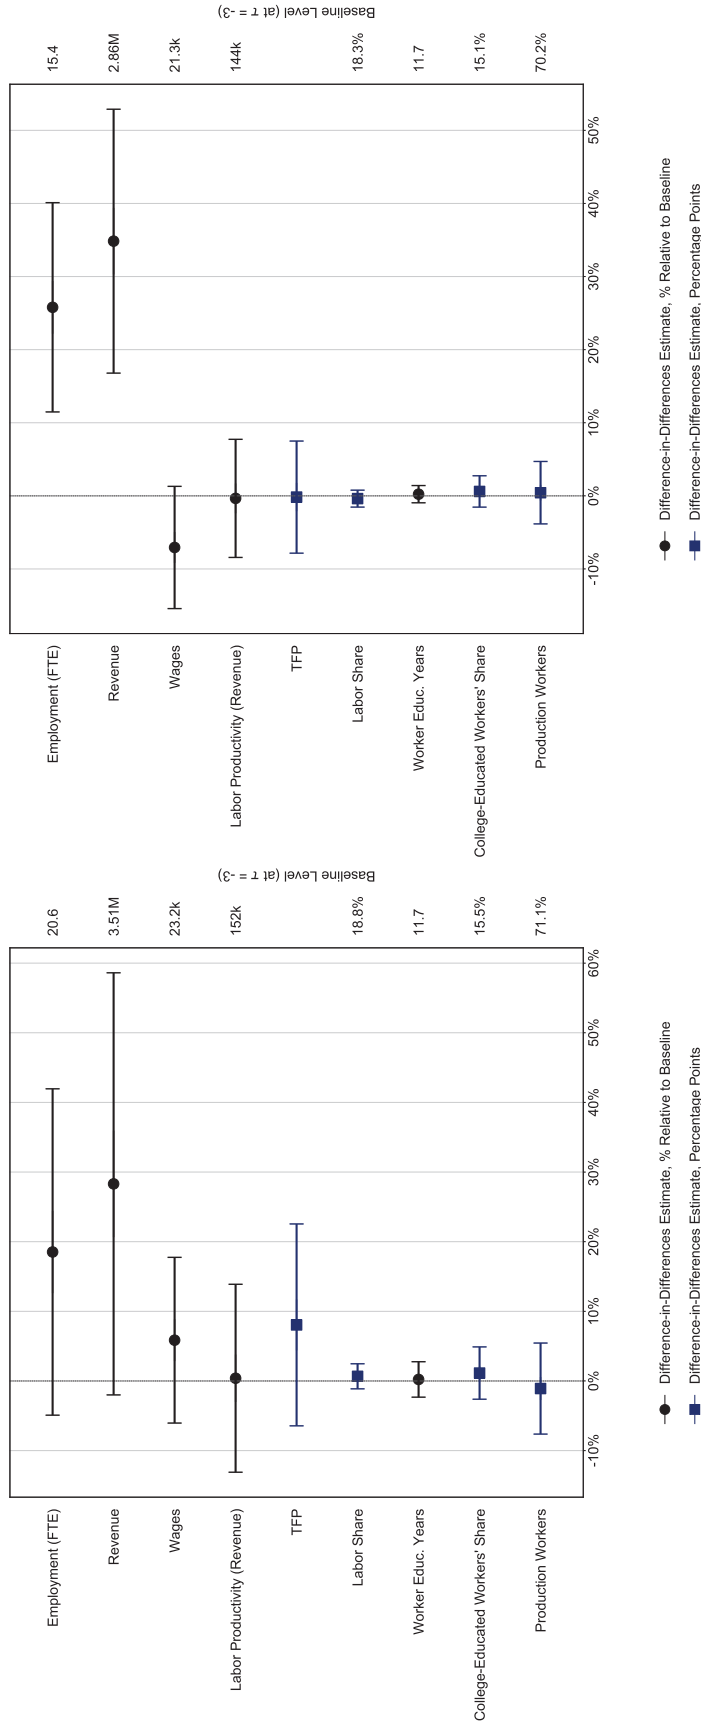 Baseline Level (at τ = -3)
Employment (FTE)
20.6
Revenue
3.51M
Wages
23.2k
Labor Productivity (Revenue)
152k
TFP
Labor Share
18.8%
Worker Educ. Years
11.7
College-Educated Workers' Share
15.5%
Production Workers
71.1%
-10%
0%
10%
20%
30%
40%
50%
60%
Difference-in-Differences Estimate, % Relative to Baseline
Difference-in-Differences Estimate, Percentage Points
Baseline Level (at τ = -3)
Employment (FTE)
15.4
Revenue
2.86M
Wages
21.3k
Labor Productivity (Revenue)
144k
TFP
Labor Share
18.3%
Worker Educ. Years
11.7
College-Educated Workers' Share
15.1%
Production Workers
70.2%
-10%
0%
10%
20%
30%
40%
50%
Difference-in-Differences Estimate, % Relative to Baseline
Difference-in-Differences Estimate, Percentage Points